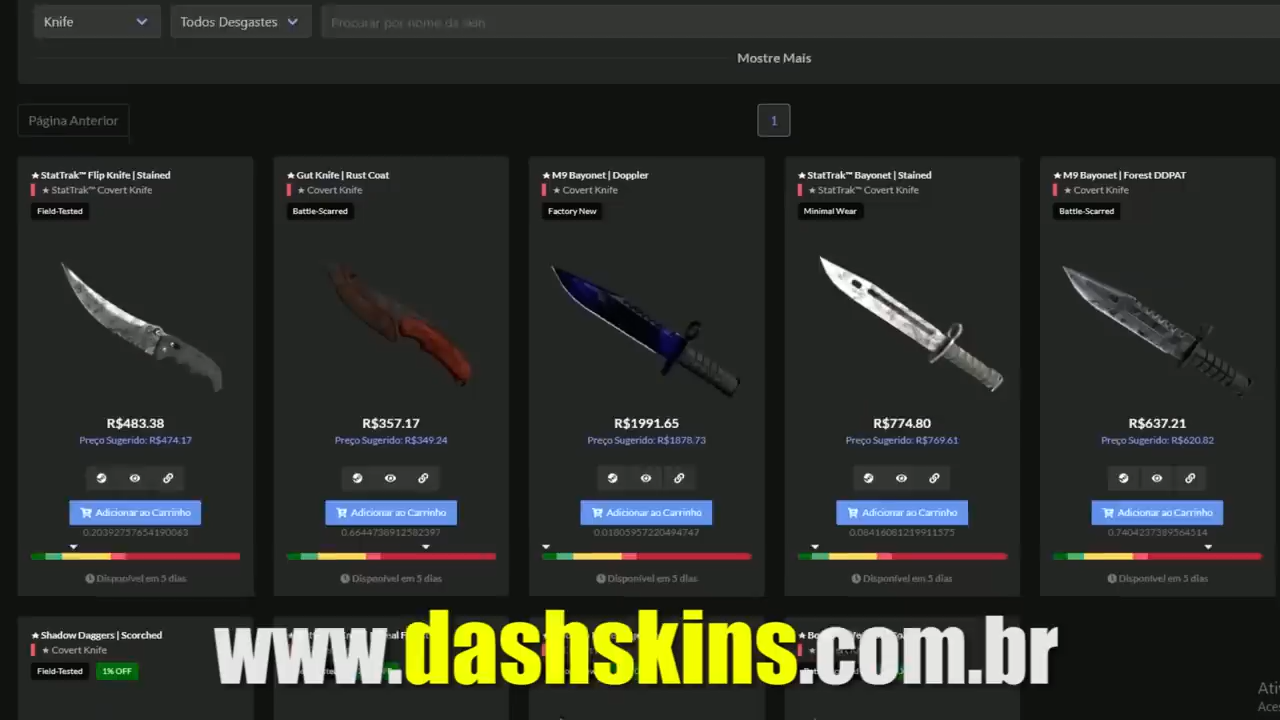 Knife
Todos Desgastes
Procurar por nome da skin
Mostre Mais
Página Anterior
1
★ StatTrak™ Flip Knife | Stained
★ StatTrak™ Covert Knife
Field-Tested
R$483.38
Preço Sugerido: R$474.17
Adicionar ao Carrinho
0.20392757654190063
Disponível em 5 dias
★ Gut Knife | Rust Coat
★ Covert Knife
Battle-Scarred
R$357.17
Preço Sugerido: R$349.24
Adicionar ao Carrinho
0.6644738912582397
Disponível em 5 dias
★ M9 Bayonet | Doppler
★ Covert Knife
Factory New
R$1991.65
Preço Sugerido: R$1878.73
Adicionar ao Carrinho
0.01805957220494747
Disponível em 5 dias
★ StatTrak™ Bayonet | Stained
★ StatTrak™ Covert Knife
Minimal Wear
R$774.80
Preço Sugerido: R$769.61
Adicionar ao Carrinho
0.08416081219911575
Disponível em 5 dias
★ M9 Bayonet | Forest DDPAT
★ Covert Knife
Battle-Scarred
R$637.21
Preço Sugerido: R$620.82
Adicionar ao Carrinho
0.7404237389564514
Disponível em 5 dias
★ Shadow Daggers | Scorched
★ Covert Knife
Field-Tested
1% OFF
www.dashskins.com.br